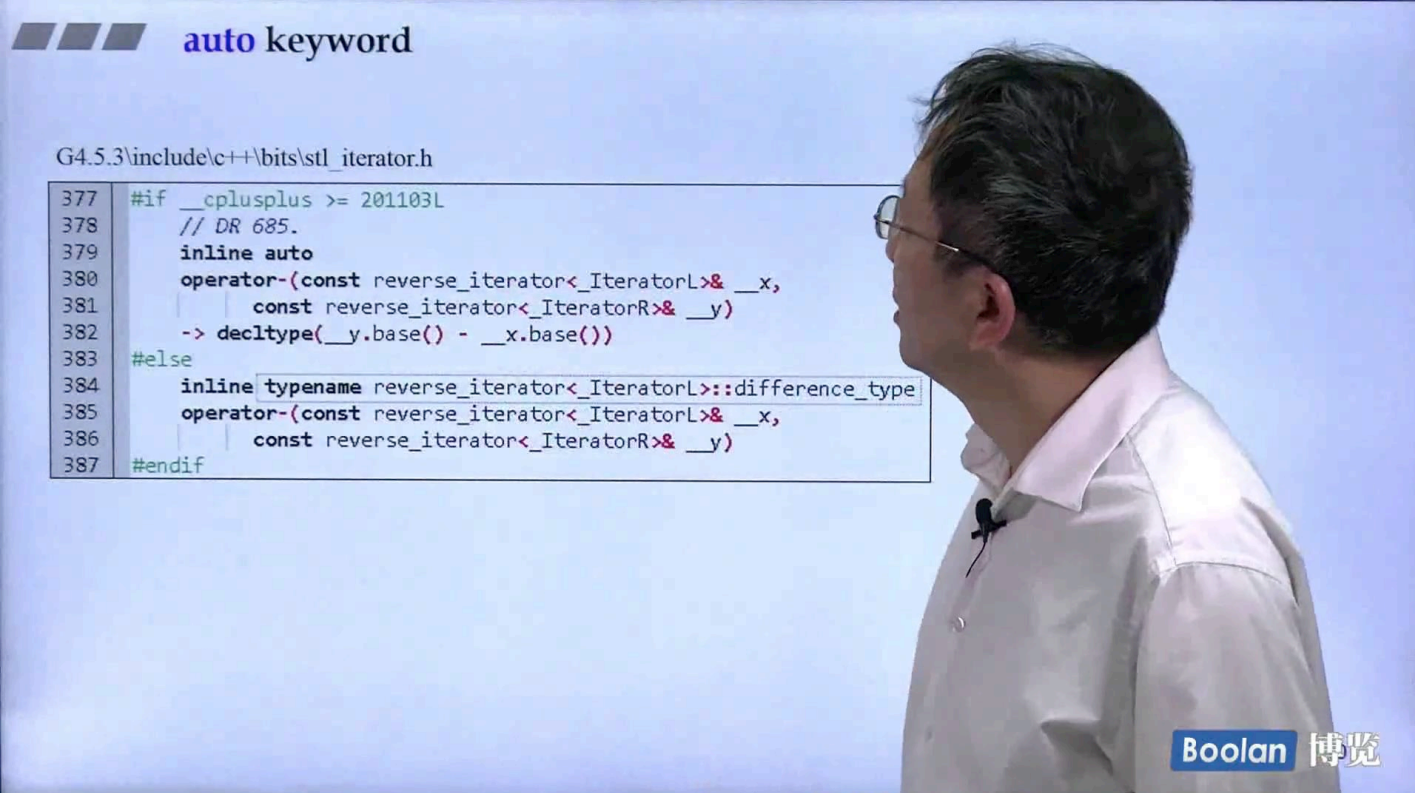 auto keyword
G4.5.3\include\c++\bits\stl_iterator.h
377 #if __cplusplus >= 201103L
378 // DR 685.
379 inline auto
380 operator-(const reverse_iterator<_IteratorL>& __x,
381 const reverse_iterator<_IteratorR>& __y)
382 -> decltype(__y.base() - __x.base())
383 #else
384 inline typename reverse_iterator<_IteratorL>::difference_type
385 operator-(const reverse_iterator<_IteratorL>& __x,
386 const reverse_iterator<_IteratorR>& __y)
387 #endif
Boolan 博览